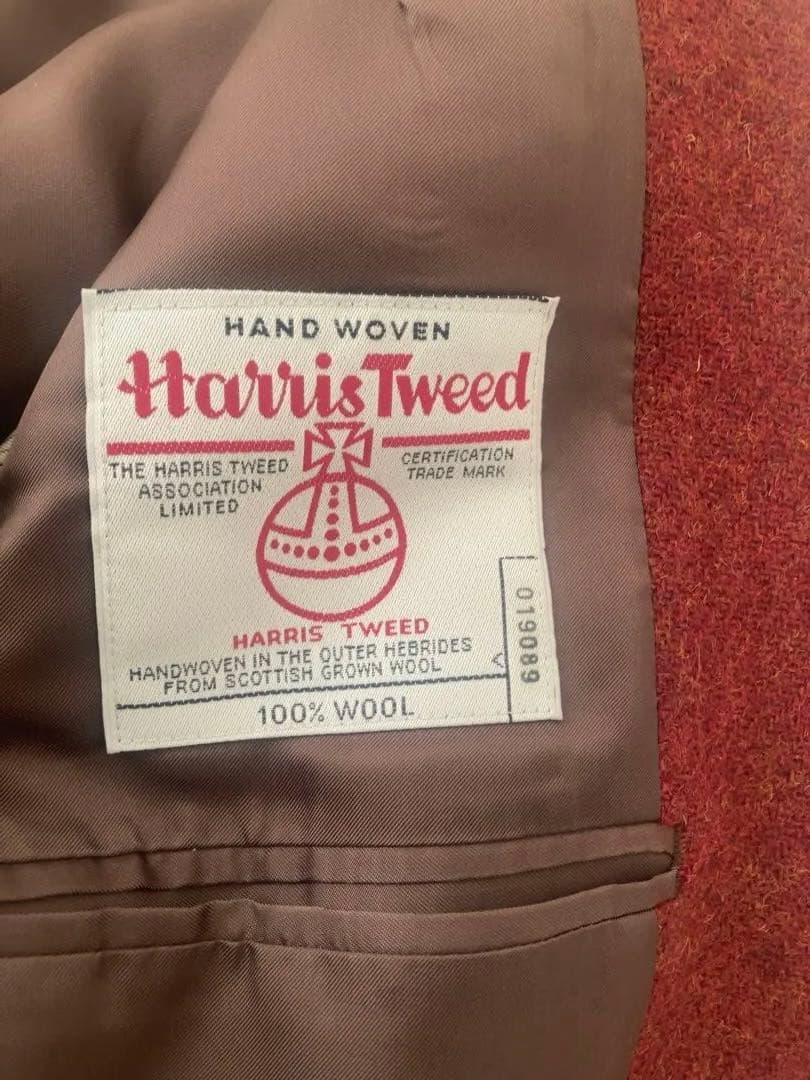 HAND WOVEN
Harris Tweed
THE HARRIS TWEED
ASSOCIATION
LIMITED
CERTIFICATION
TRADE MARK
HARRIS TWEED
HANDWOVEN IN THE OUTER HEBRIDES
FROM SCOTTISH GROWN WOOL
100% WOOL
019089